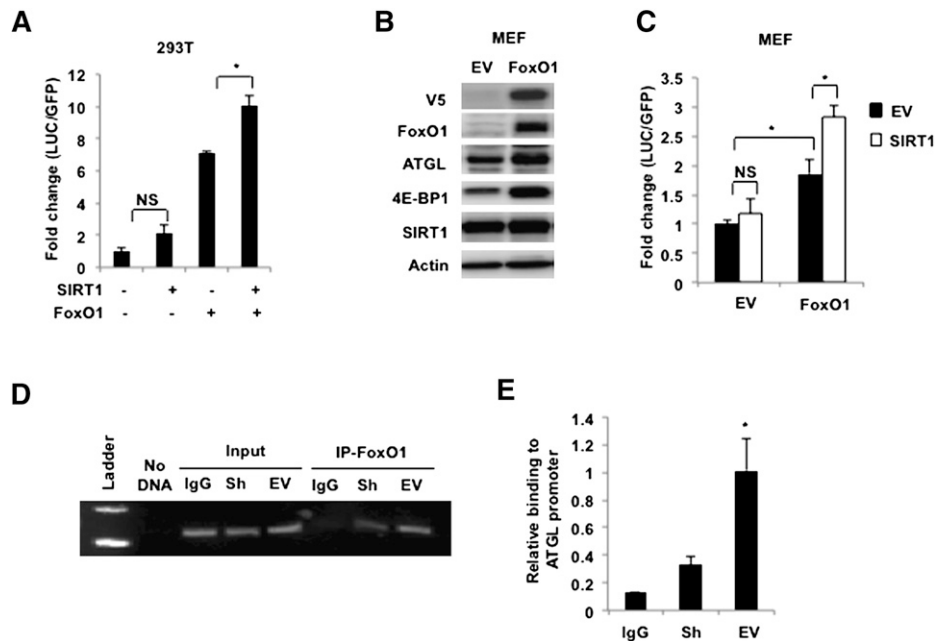 A
293T
Fold change (LUC/GFP)
12
10
8
6
4
2
0
NS
*
SIRT1 - + - +
FoxO1 - - + +
B
MEF
EV FoxO1
V5
FoxO1
ATGL
4E-BP1
SIRT1
Actin
C
MEF
Fold change (LUC/GFP)
3.5
3
2.5
2
1.5
1
0.5
0
NS
*
*
EV FoxO1
EV
SIRT1
D
Ladder
No DNA
Input IP-FoxO1
IgG Sh EV IgG Sh EV
E
Relative binding to
ATGL promoter
1.4
1.2
1
0.8
0.6
0.4
0.2
0
*
IgG Sh EV